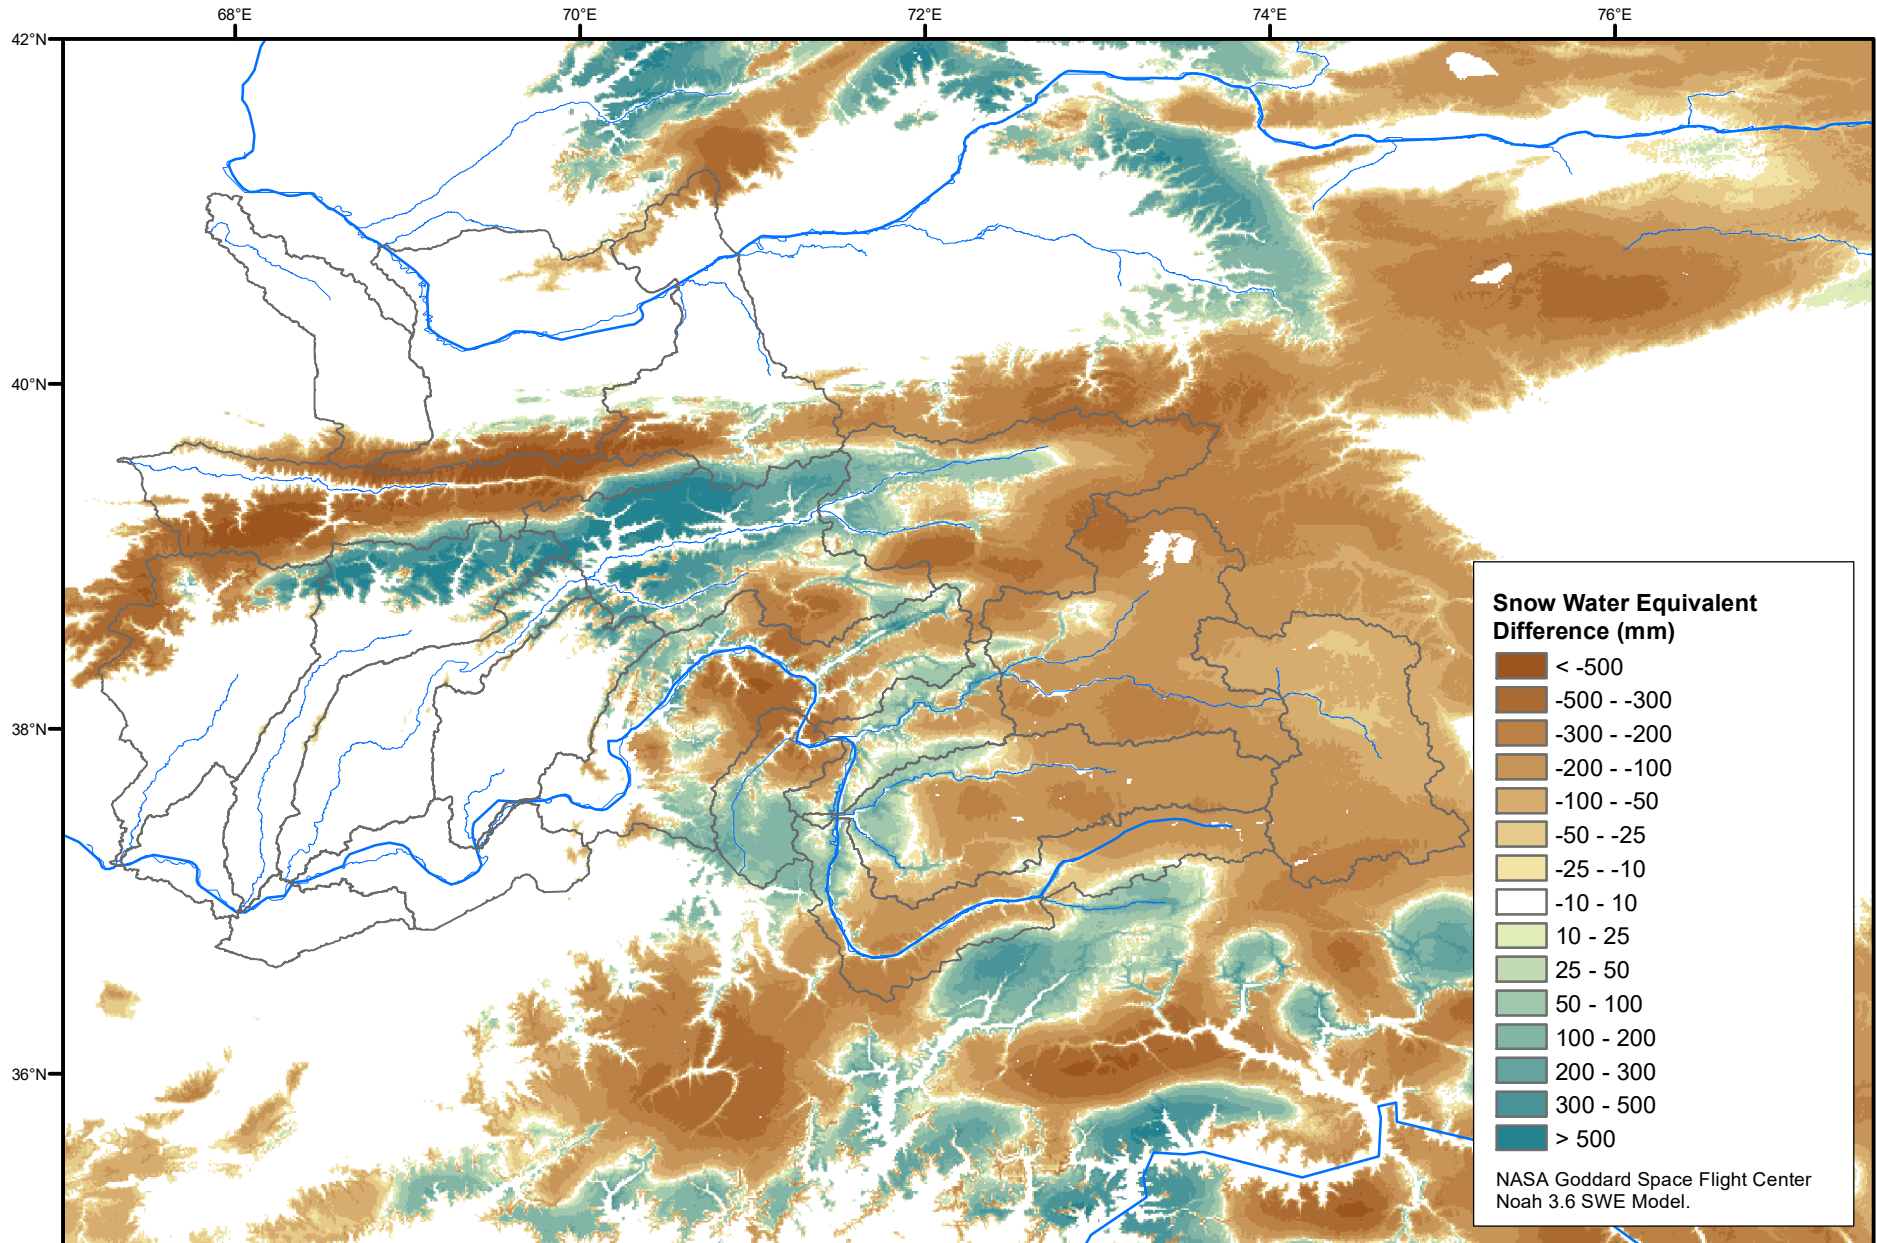 68°E 70°E 72°E 74°E 76°E
42°N
40°N
38°N
36°N
Snow Water Equivalent
Difference (mm)
< -500
-500 - -300
-300 - -200
-200 - -100
-100 - -50
-50 - -25
-25 - -10
-10 - 10
10 - 25
25 - 50
50 - 100
100 - 200
200 - 300
300 - 500
> 500
NASA Goddard Space Flight Center
Noah 3.6 SWE Model.